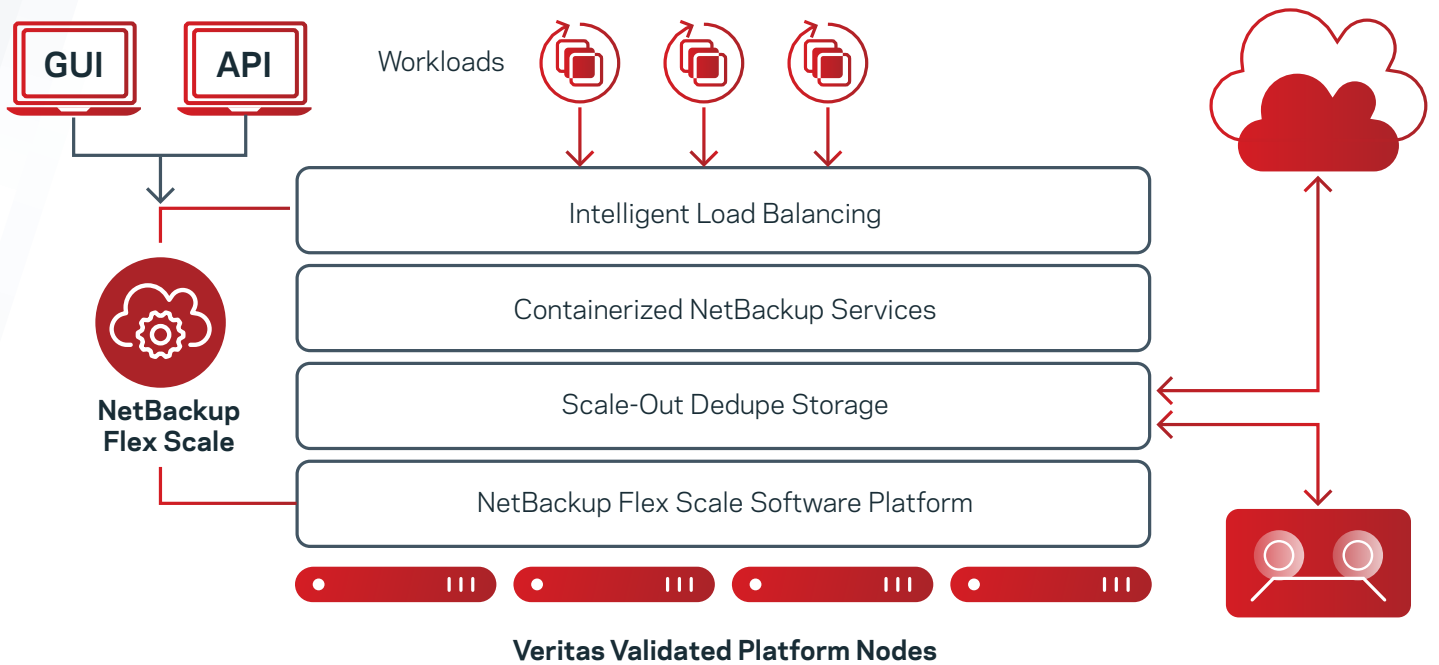 GUI
API
Workloads
Intelligent Load Balancing
Containerized NetBackup Services
Scale-Out Dedupe Storage
NetBackup
Flex Scale
NetBackup Flex Scale Software Platform
Veritas Validated Platform Nodes